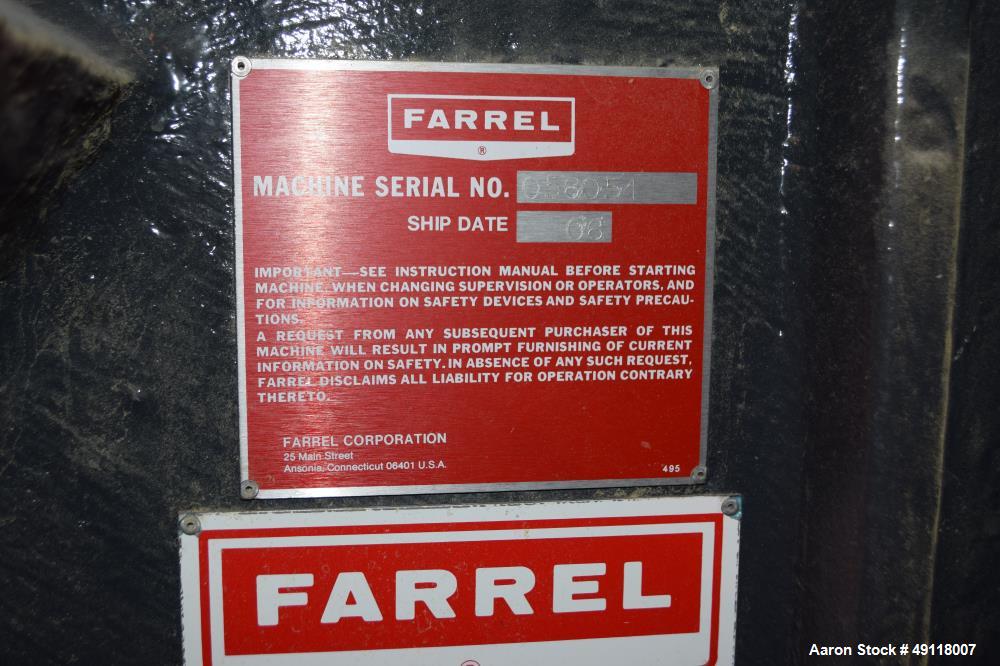 FARREL
®
MACHINE SERIAL NO. 058051
SHIP DATE 08
IMPORTANT—SEE INSTRUCTION MANUAL BEFORE STARTING
MACHINE, WHEN CHANGING SUPERVISION OR OPERATORS, AND
FOR INFORMATION ON SAFETY DEVICES AND SAFETY PRECAU-
TIONS.
A REQUEST FROM ANY SUBSEQUENT PURCHASER OF THIS
MACHINE WILL RESULT IN PROMPT FURNISHING OF CURRENT
INFORMATION ON SAFETY. IN ABSENCE OF ANY SUCH REQUEST,
FARREL DISCLAIMS ALL LIABILITY FOR OPERATION CONTRARY
THERETO.
FARREL CORPORATION
25 Main Street
Ansonia, Connecticut 06401 U.S.A.
495
FARREL
Aaron Stock # 49118007